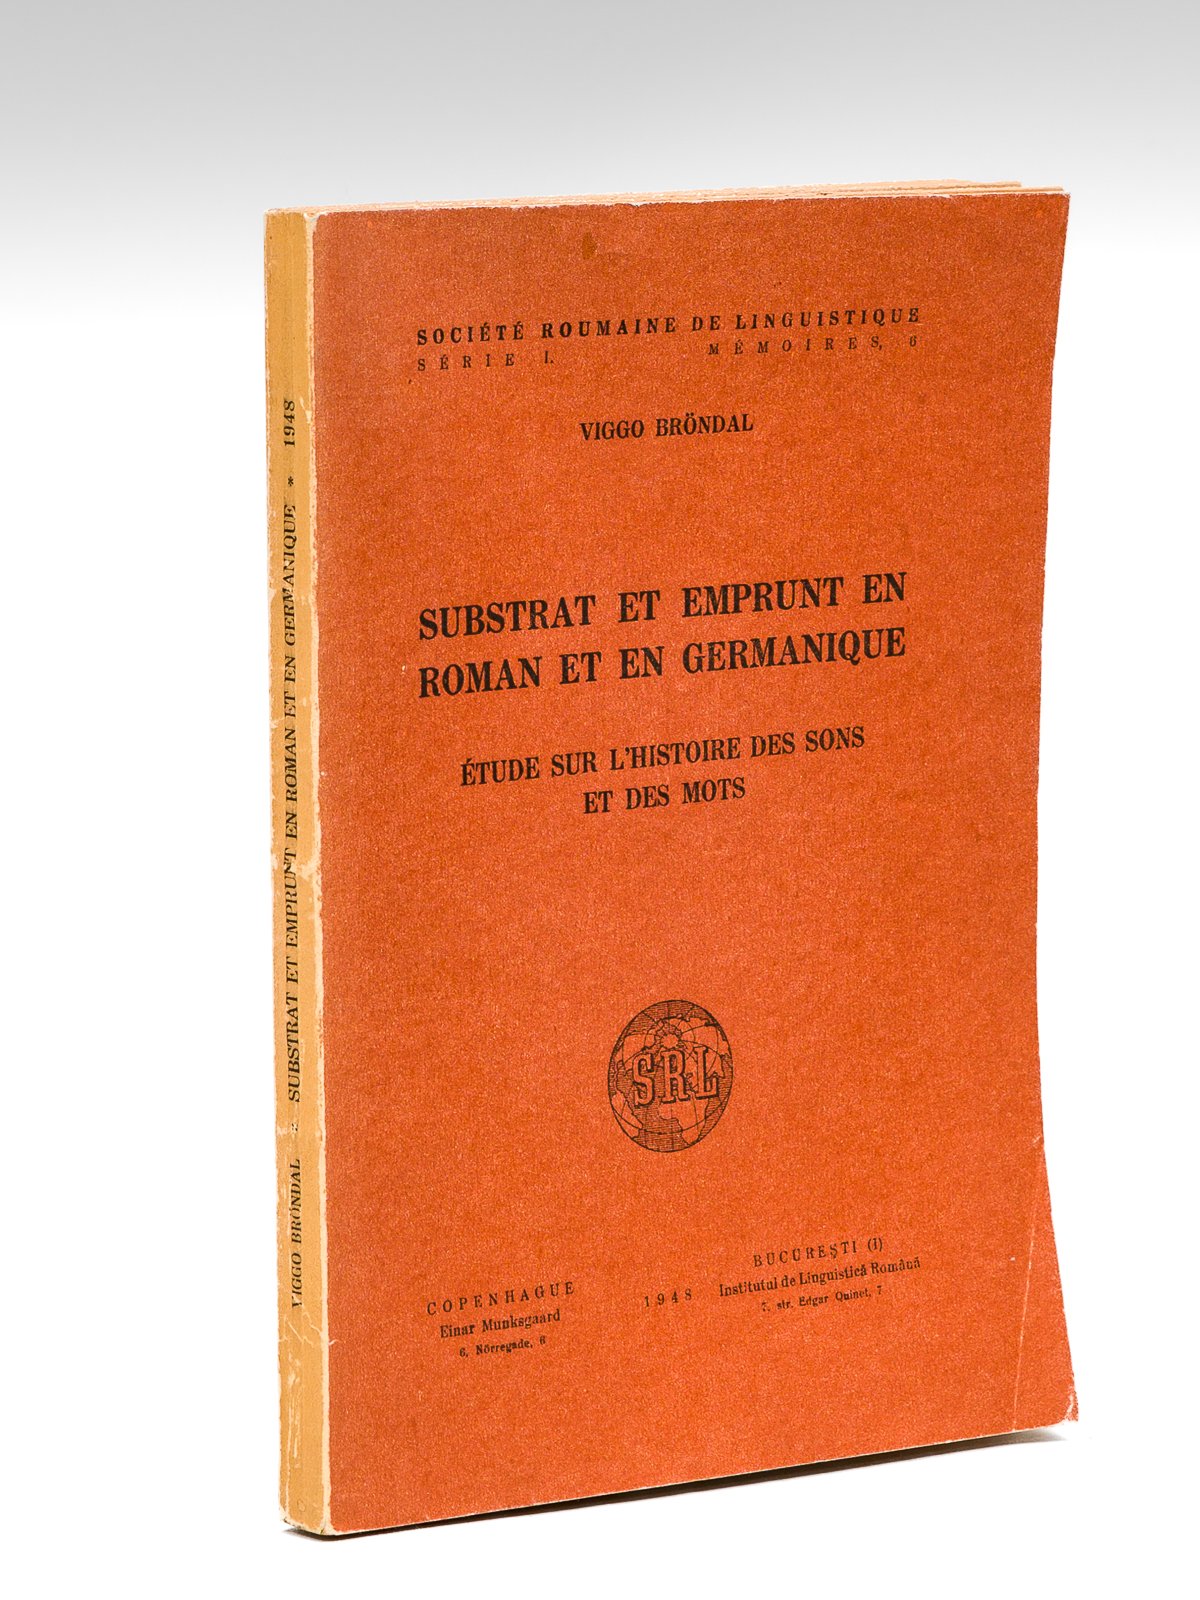 SOCIÉTÉ ROUMAINE DE LINGUISTIQUE
SÉRIE I. MÉMOIRES, 6
VIGGO BRÖNDAL
SUBSTRAT ET EMPRUNT EN
ROMAN ET EN GERMANIQUE
ÉTUDE SUR L'HISTOIRE DES SONS
ET DES MOTS
SRL
COPENHAGUE
Einar Munksgaard
6, Nörregade, 6
1948
BUCUREŞTI (I)
Institutul de Linguistică Română
7, str. Edgar Quinet, 7
VIGGO BRÖNDAL * SUBSTRAT ET EMPRUNT EN ROMAN ET EN GERMANIQUE * 1948